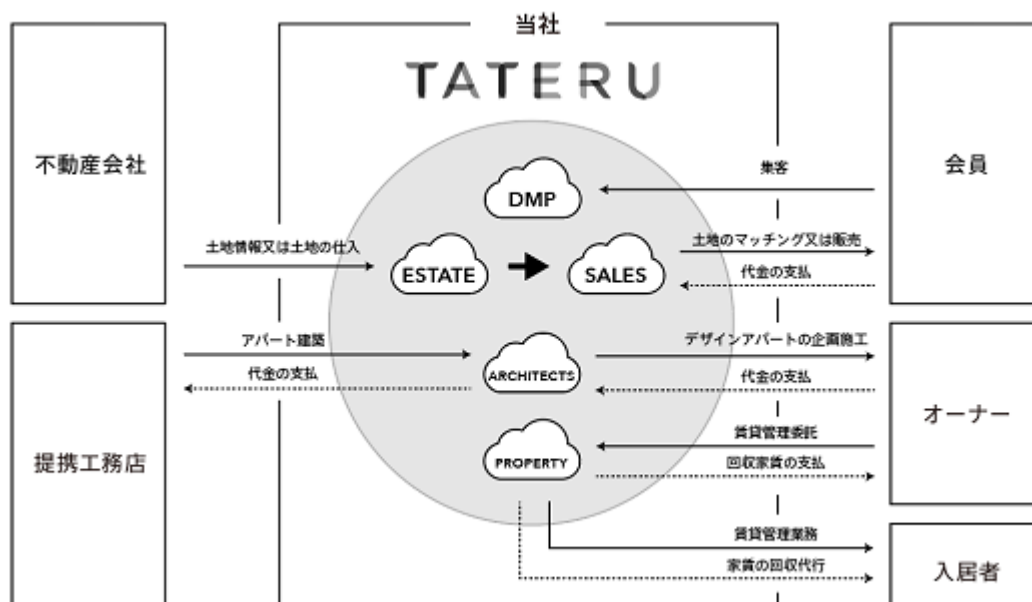 当社
TATERU
不動産会社
会員
DMP
集客
土地情報又は土地の仕入
ESTATE
SALES
土地のマッチング又は販売
代金の支払
アパート建築
代金の支払
ARCHITECTS
デザインアパートの企画施工
代金の支払
提携工務店
オーナー
PROPERTY
賃貸管理委託
回収家賃の支払
賃貸管理業務
家賃の回収代行
入居者